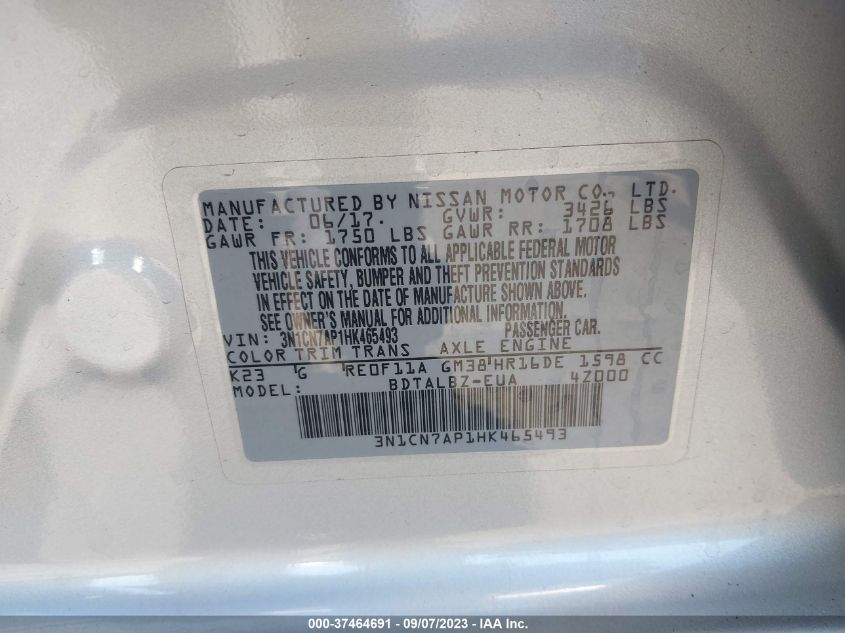 MANUFACTURED BY NISSAN MOTOR CO., LTD.
DATE: 06/17. GVWR: 3426 LBS
GAWR FR: 1750 LBS GAWR RR: 1708 LBS
THIS VEHICLE CONFORMS TO ALL APPLICABLE FEDERAL MOTOR
VEHICLE SAFETY, BUMPER AND THEFT PREVENTION STANDARDS
IN EFFECT ON THE DATE OF MANUFACTURE SHOWN ABOVE.
SEE OWNER'S MANUAL FOR ADDITIONAL INFORMATION.
VIN: 3N1CN7AP1HK465493 PASSENGER CAR.
COLOR TRIM TRANS AXLE ENGINE
K23 G RE0F11A GM38 HR16DE 1598 CC
MODEL: BDTALBZ-EUA 4Z000
3N1CN7AP1HK465493
000-37464691 - 09/07/2023 - IAA Inc.